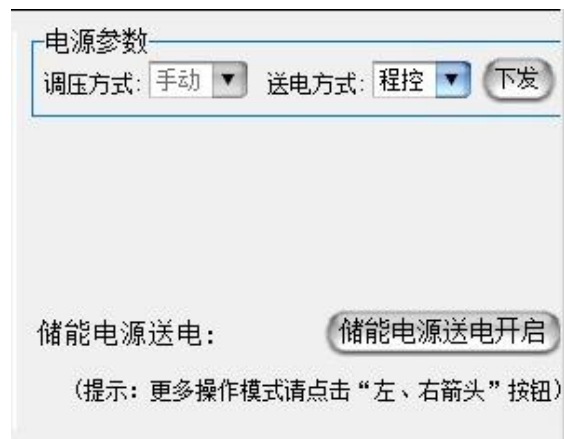 电源参数
调压方式: 手动 送电方式: 程控 下发
储能电源送电: 储能电源送电开启
(提示: 更多操作模式请点击“左、右箭头”按钮)